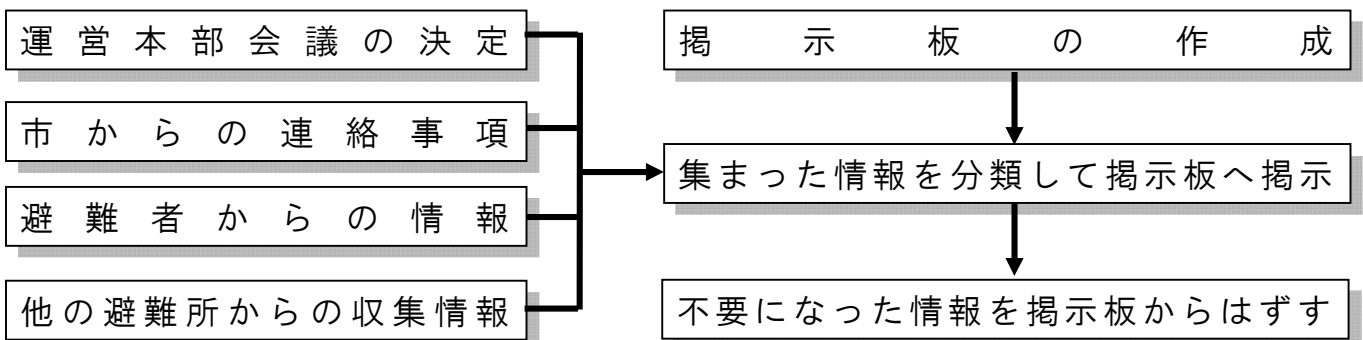 運営本部会議の決定
市からの連絡事項
避難者からの情報
他の避難所からの収集情報
掲示板の作成
集まった情報を分類して掲示板へ掲示
不要になった情報を掲示板からはずす